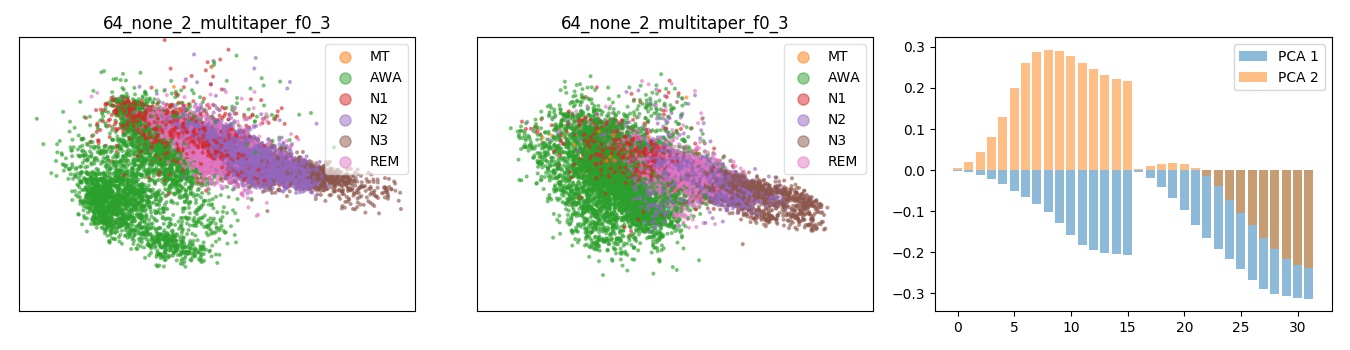 64_none_2_multitaper_f0_3
MT
AWA
N1
N2
N3
REM
64_none_2_multitaper_f0_3
MT
AWA
N1
N2
N3
REM
PCA 1
PCA 2
0.3
0.2
0.1
0.0
−0.1
−0.2
−0.3
0 5 10 15 20 25 30